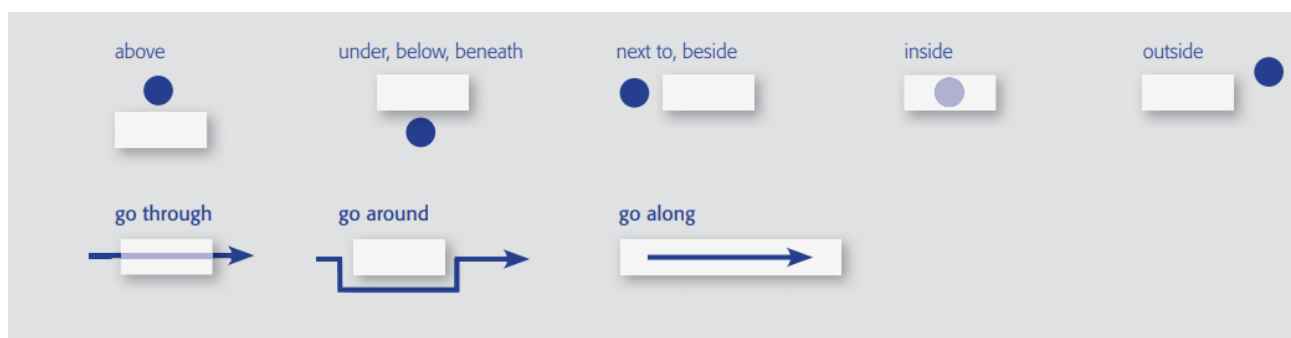 above
under, below, beneath
next to, beside
inside
outside
go through
go around
go along